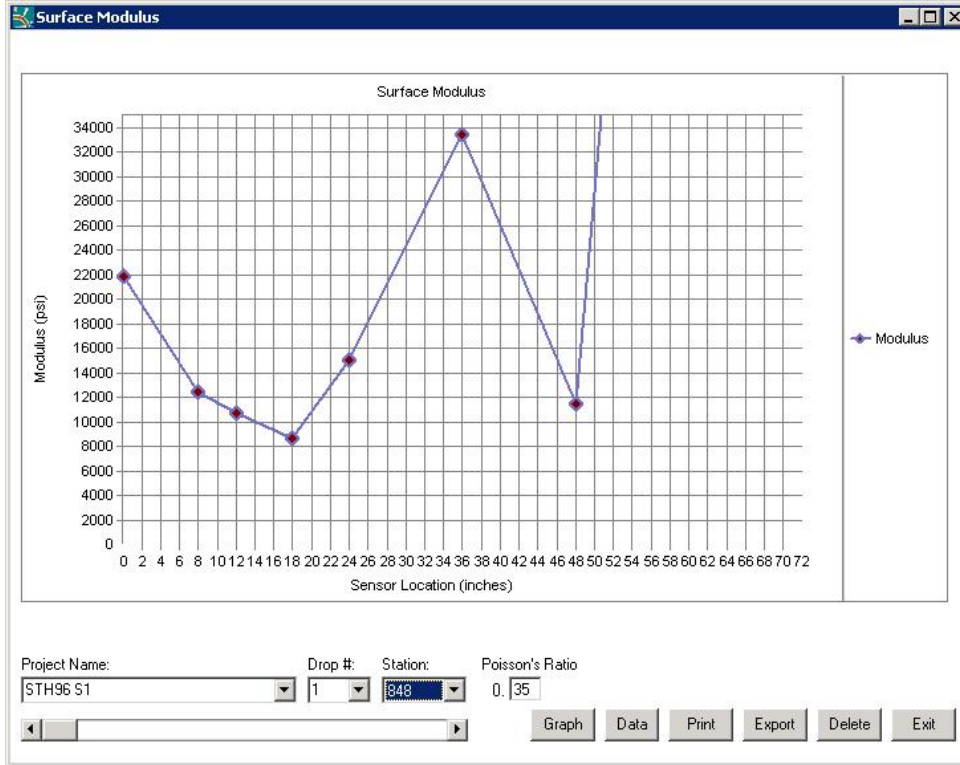 Surface Modulus
Surface Modulus
34000
32000
30000
28000
26000
24000
22000
20000
18000
16000
14000
12000
10000
8000
6000
4000
2000
0
Modulus (psi)
Modulus
0 2 4 6 8 10 12 14 16 18 20 22 24 26 28 30 32 34 36 38 40 42 44 46 48 50 52 54 56 58 60 62 64 66 68 70 72
Sensor Location (inches)
Project Name: Drop #: Station: Poisson's Ratio
STH96 S1 1 848 0. 35
Graph Data Print Export Delete Exit